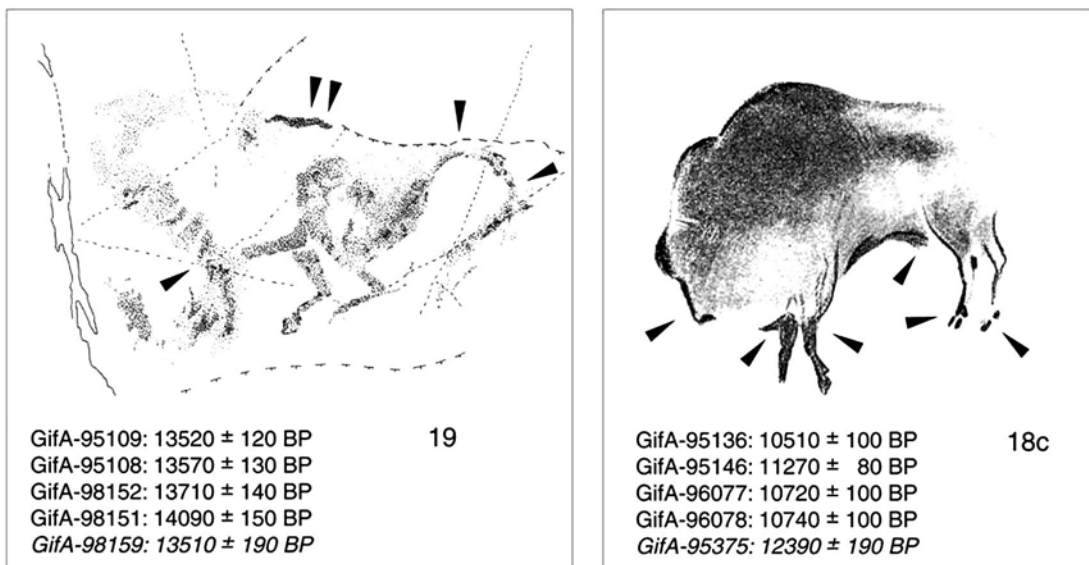 GifA-95109: 13520 ± 120 BP
19
GifA-95108: 13570 ± 130 BP
GifA-98152: 13710 ± 140 BP
GifA-98151: 14090 ± 150 BP
GifA-98159: 13510 ± 190 BP
GifA-95136: 10510 ± 100 BP
18c
GifA-95146: 11270 ± 80 BP
GifA-96077: 10720 ± 100 BP
GifA-96078: 10740 ± 100 BP
GifA-95375: 12390 ± 190 BP